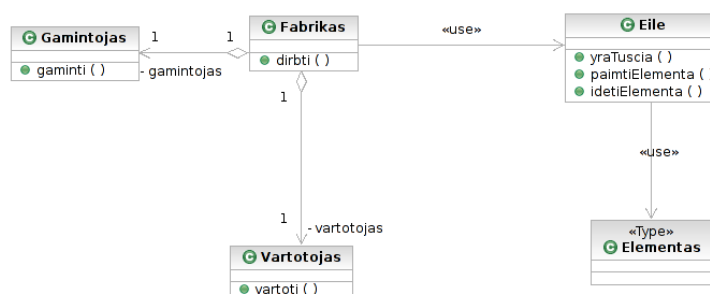 Gamintojas
gaminti ( )
1
1
- gamintojas
Fabrikas
dirbti ( )
«use»
Eile
yraTuscia ( )
paimtiElementa ( )
idetiElementa ( )
1
1
- vartotojas
Vartotojas
vartoti ( )
«use»
«Type»
Elementas